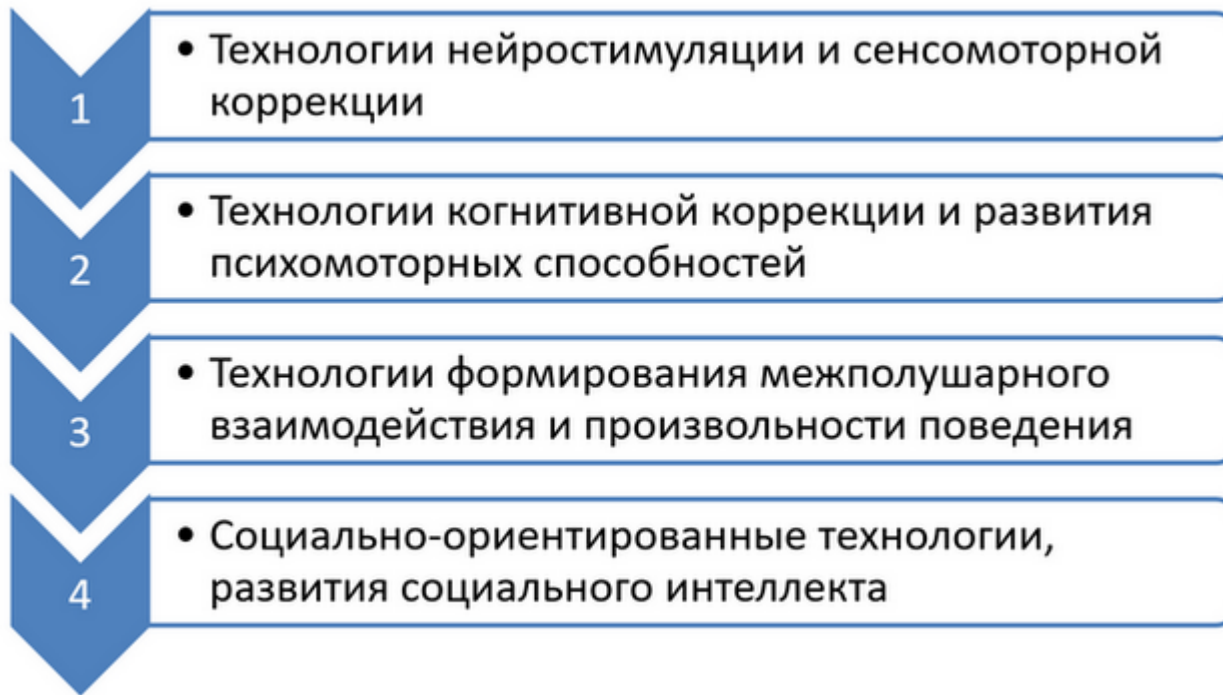 1
• Технологии нейростимуляции и сенсомоторной
коррекции
2
• Технологии когнитивной коррекции и развития
психомоторных способностей
3
• Технологии формирования межполушарного
взаимодействия и произвольности поведения
4
• Социально-ориентированные технологии,
развития социального интеллекта